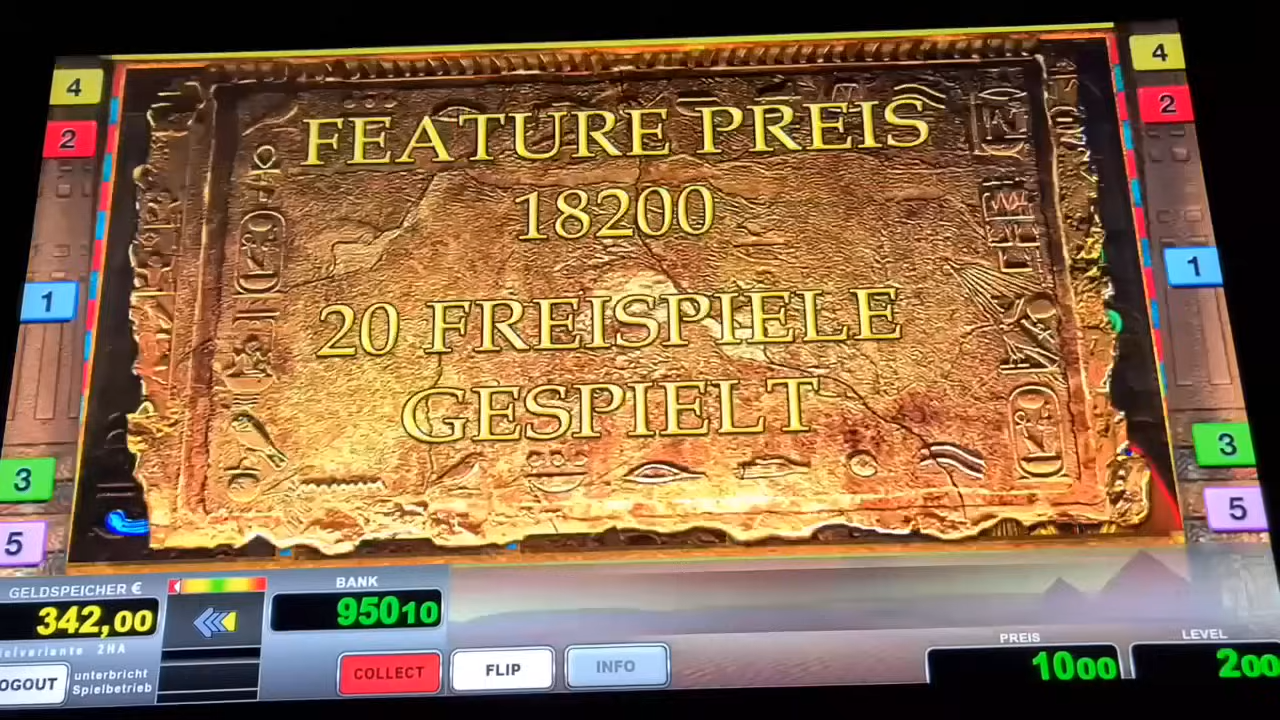 FEATURE PREIS
18200
20 FREISPIELE
GESPIELT
4
2
1
3
5
4
2
1
3
5
GELDSPEICHER €
342,00
2HA
OGOUT
unterbricht
Spielbetrieb
BANK
95010
COLLECT
FLIP
INFO
PREIS
1000
LEVEL
200